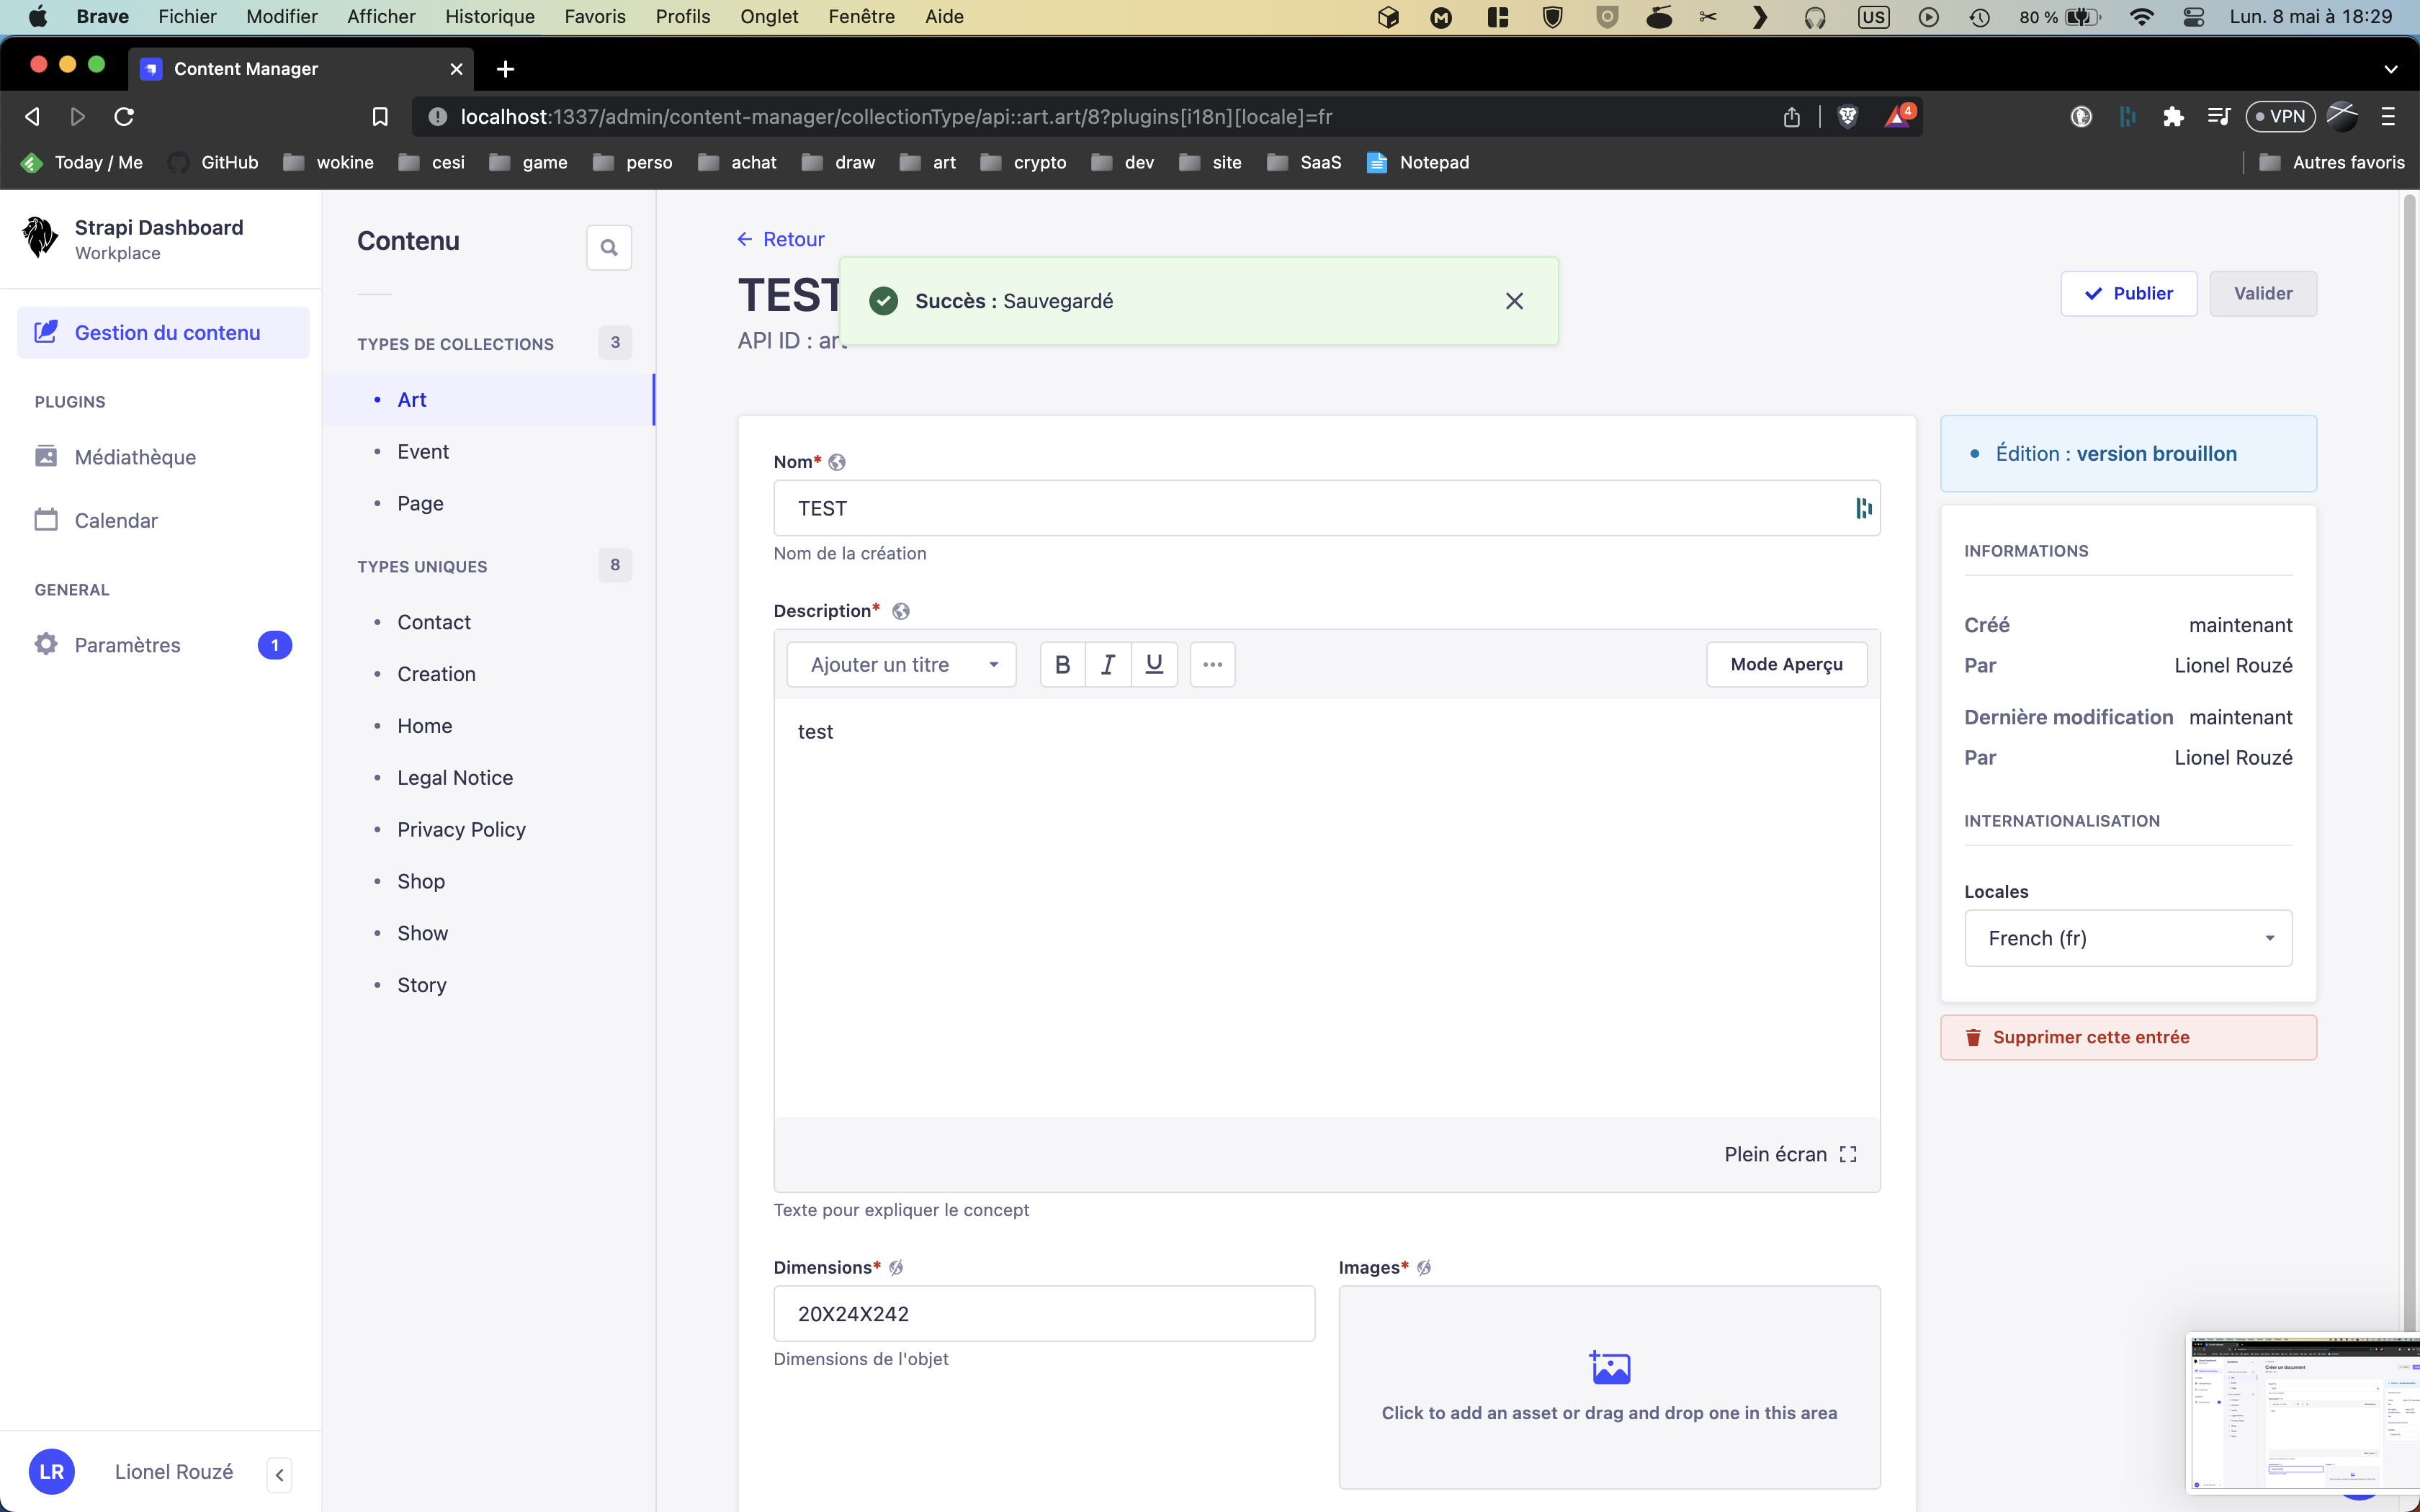 Brave Fichier Modifier Afficher Historique Favoris Profils Onglet Fenêtre Aide US 80 % Lun. 8 mai à 18:29
Content Manager
localhost:1337/admin/content-manager/collectionType/api::art.art/8?plugins[i18n][locale]=fr 4 VPN
Today / Me GitHub wokine cesi game perso achat draw art crypto dev site SaaS Notepad Autres favoris
Strapi Dashboard
Workplace
Gestion du contenu
PLUGINS
Médiathèque
Calendar
GENERAL
Paramètres 1
LR Lionel Rouzé
Contenu
TYPES DE COLLECTIONS 3
Art
Event
Page
TYPES UNIQUES 8
Contact
Creation
Home
Legal Notice
Privacy Policy
Shop
Show
Story
Retour
TEST
API ID : art
Succès : Sauvegardé
Publier Valider
Nom*
TEST
Nom de la création
Description*
Ajouter un titre B I U Mode Aperçu
test
Plein écran
Texte pour expliquer le concept
Dimensions*
20X24X242
Dimensions de l'objet
Images*
Click to add an asset or drag and drop one in this area
Édition : version brouillon
INFORMATIONS
Créé maintenant
Par Lionel Rouzé
Dernière modification maintenant
Par Lionel Rouzé
INTERNATIONALISATION
Locales
French (fr)
Supprimer cette entrée
Créer un document